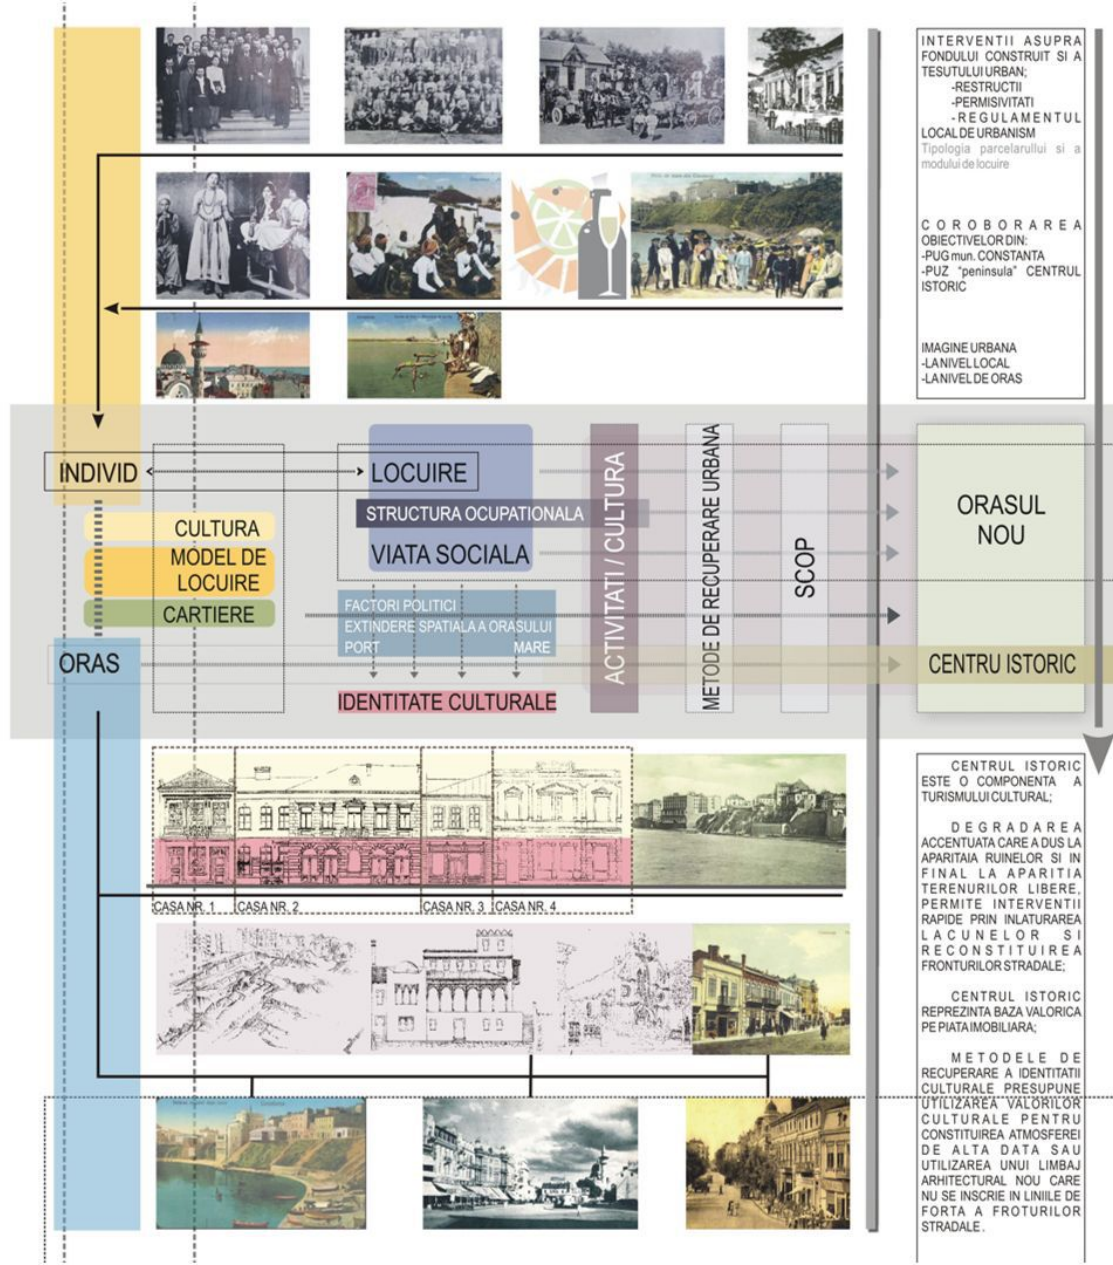 INTERVENTII ASUPRA
FONDULUI CONSTRUIT SI A
TESUTULUI URBAN;
-RESTRUCTII
-PERMISIVITATI
-REGULAMENTUL
LOCAL DE URBANISM
Tipologia parcelarullui si a
modului de locuire
COROBORAREA
OBIECTIVELOR DIN:
-PUG mun. CONSTANTA
-PUZ "peninsula" CENTRUL
ISTORIC
IMAGINE URBANA
-LA NIVEL LOCAL
-LA NIVEL DE ORAS
INDIVID
LOCUIRE
STRUCTURA OCUPATIONALA
VIATA SOCIALA
CULTURA
MODEL DE
LOCUIRE
CARTIERE
FACTORI POLITICI
EXTINDERE SPATIALA A ORASULUI
PORT MARE
ORAS
IDENTITATE CULTURALE
ACTIVITATI / CULTURA
METODE DE RECUPERARE URBANA
SCOP
ORASUL
NOU
CENTRU ISTORIC
CASA NR. 1 CASA NR. 2 CASA NR. 3 CASA NR. 4
CENTRUL ISTORIC
ESTE O COMPONENTA A
TURISMULUI CULTURAL;
DEGRADAREA
ACCENTUATA CARE A DUS LA
APARITAIA RUINELOR SI IN
FINAL LA APARITIA
TERENURILOR LIBERE,
PERMITE INTERVENTII
RAPIDE PRIN INLATURAREA
LACUNELOR SI
RECONSTITUIREA
FRONTURILOR STRADALE;
CENTRUL ISTORIC
REPREZINTA BAZA VALORICA
PE PIATA IMOBILIARA;
METODELE DE
RECUPERARE A IDENTITATII
CULTURALE PRESUPUNE
UTILIZAREA VALORILOR
CULTURALE PENTRU
CONSTITUIREA ATMOSFEREI
DE ALTA DATA SAU
UTILIZAREA UNUI LIMBAJ
ARHITECTURAL NOU CARE
NU SE INSCRIE IN LINIILE DE
FORTA A FROTURILOR
STRADALE.